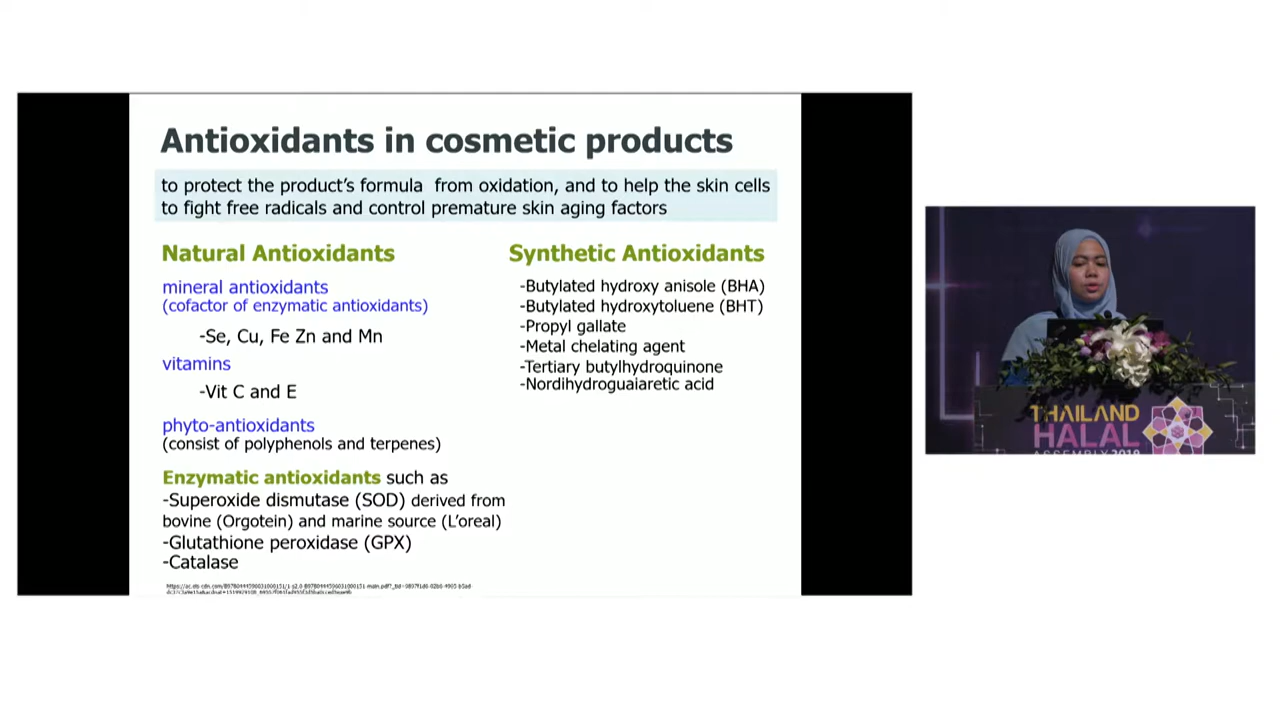 Antioxidants in cosmetic products
to protect the product's formula from oxidation, and to help the skin cells
to fight free radicals and control premature skin aging factors
Natural Antioxidants
mineral antioxidants
(cofactor of enzymatic antioxidants)
-Se, Cu, Fe Zn and Mn
vitamins
-Vit C and E
phyto-antioxidants
(consist of polyphenols and terpenes)
Enzymatic antioxidants such as
-Superoxide dismutase (SOD) derived from
bovine (Orgotein) and marine source (L'oreal)
-Glutathione peroxidase (GPX)
-Catalase
Synthetic Antioxidants
-Butylated hydroxy anisole (BHA)
-Butylated hydroxytoluene (BHT)
-Propyl gallate
-Metal chelating agent
-Tertiary butylhydroquinone
-Nordihydroguaiaretic acid
THAILAND
HALAL
ASSEMBLY 2019